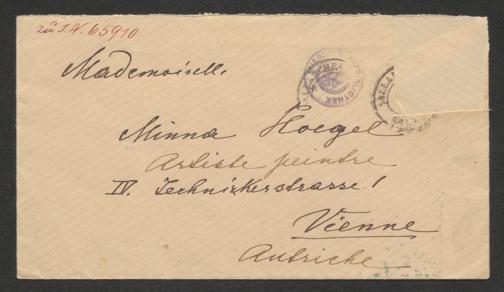 zu I.N. 65910
Mademoiselle
Minna Hoegel
Artiste peintre
IV. Technikerstrasse 1
Vienne
Autriche